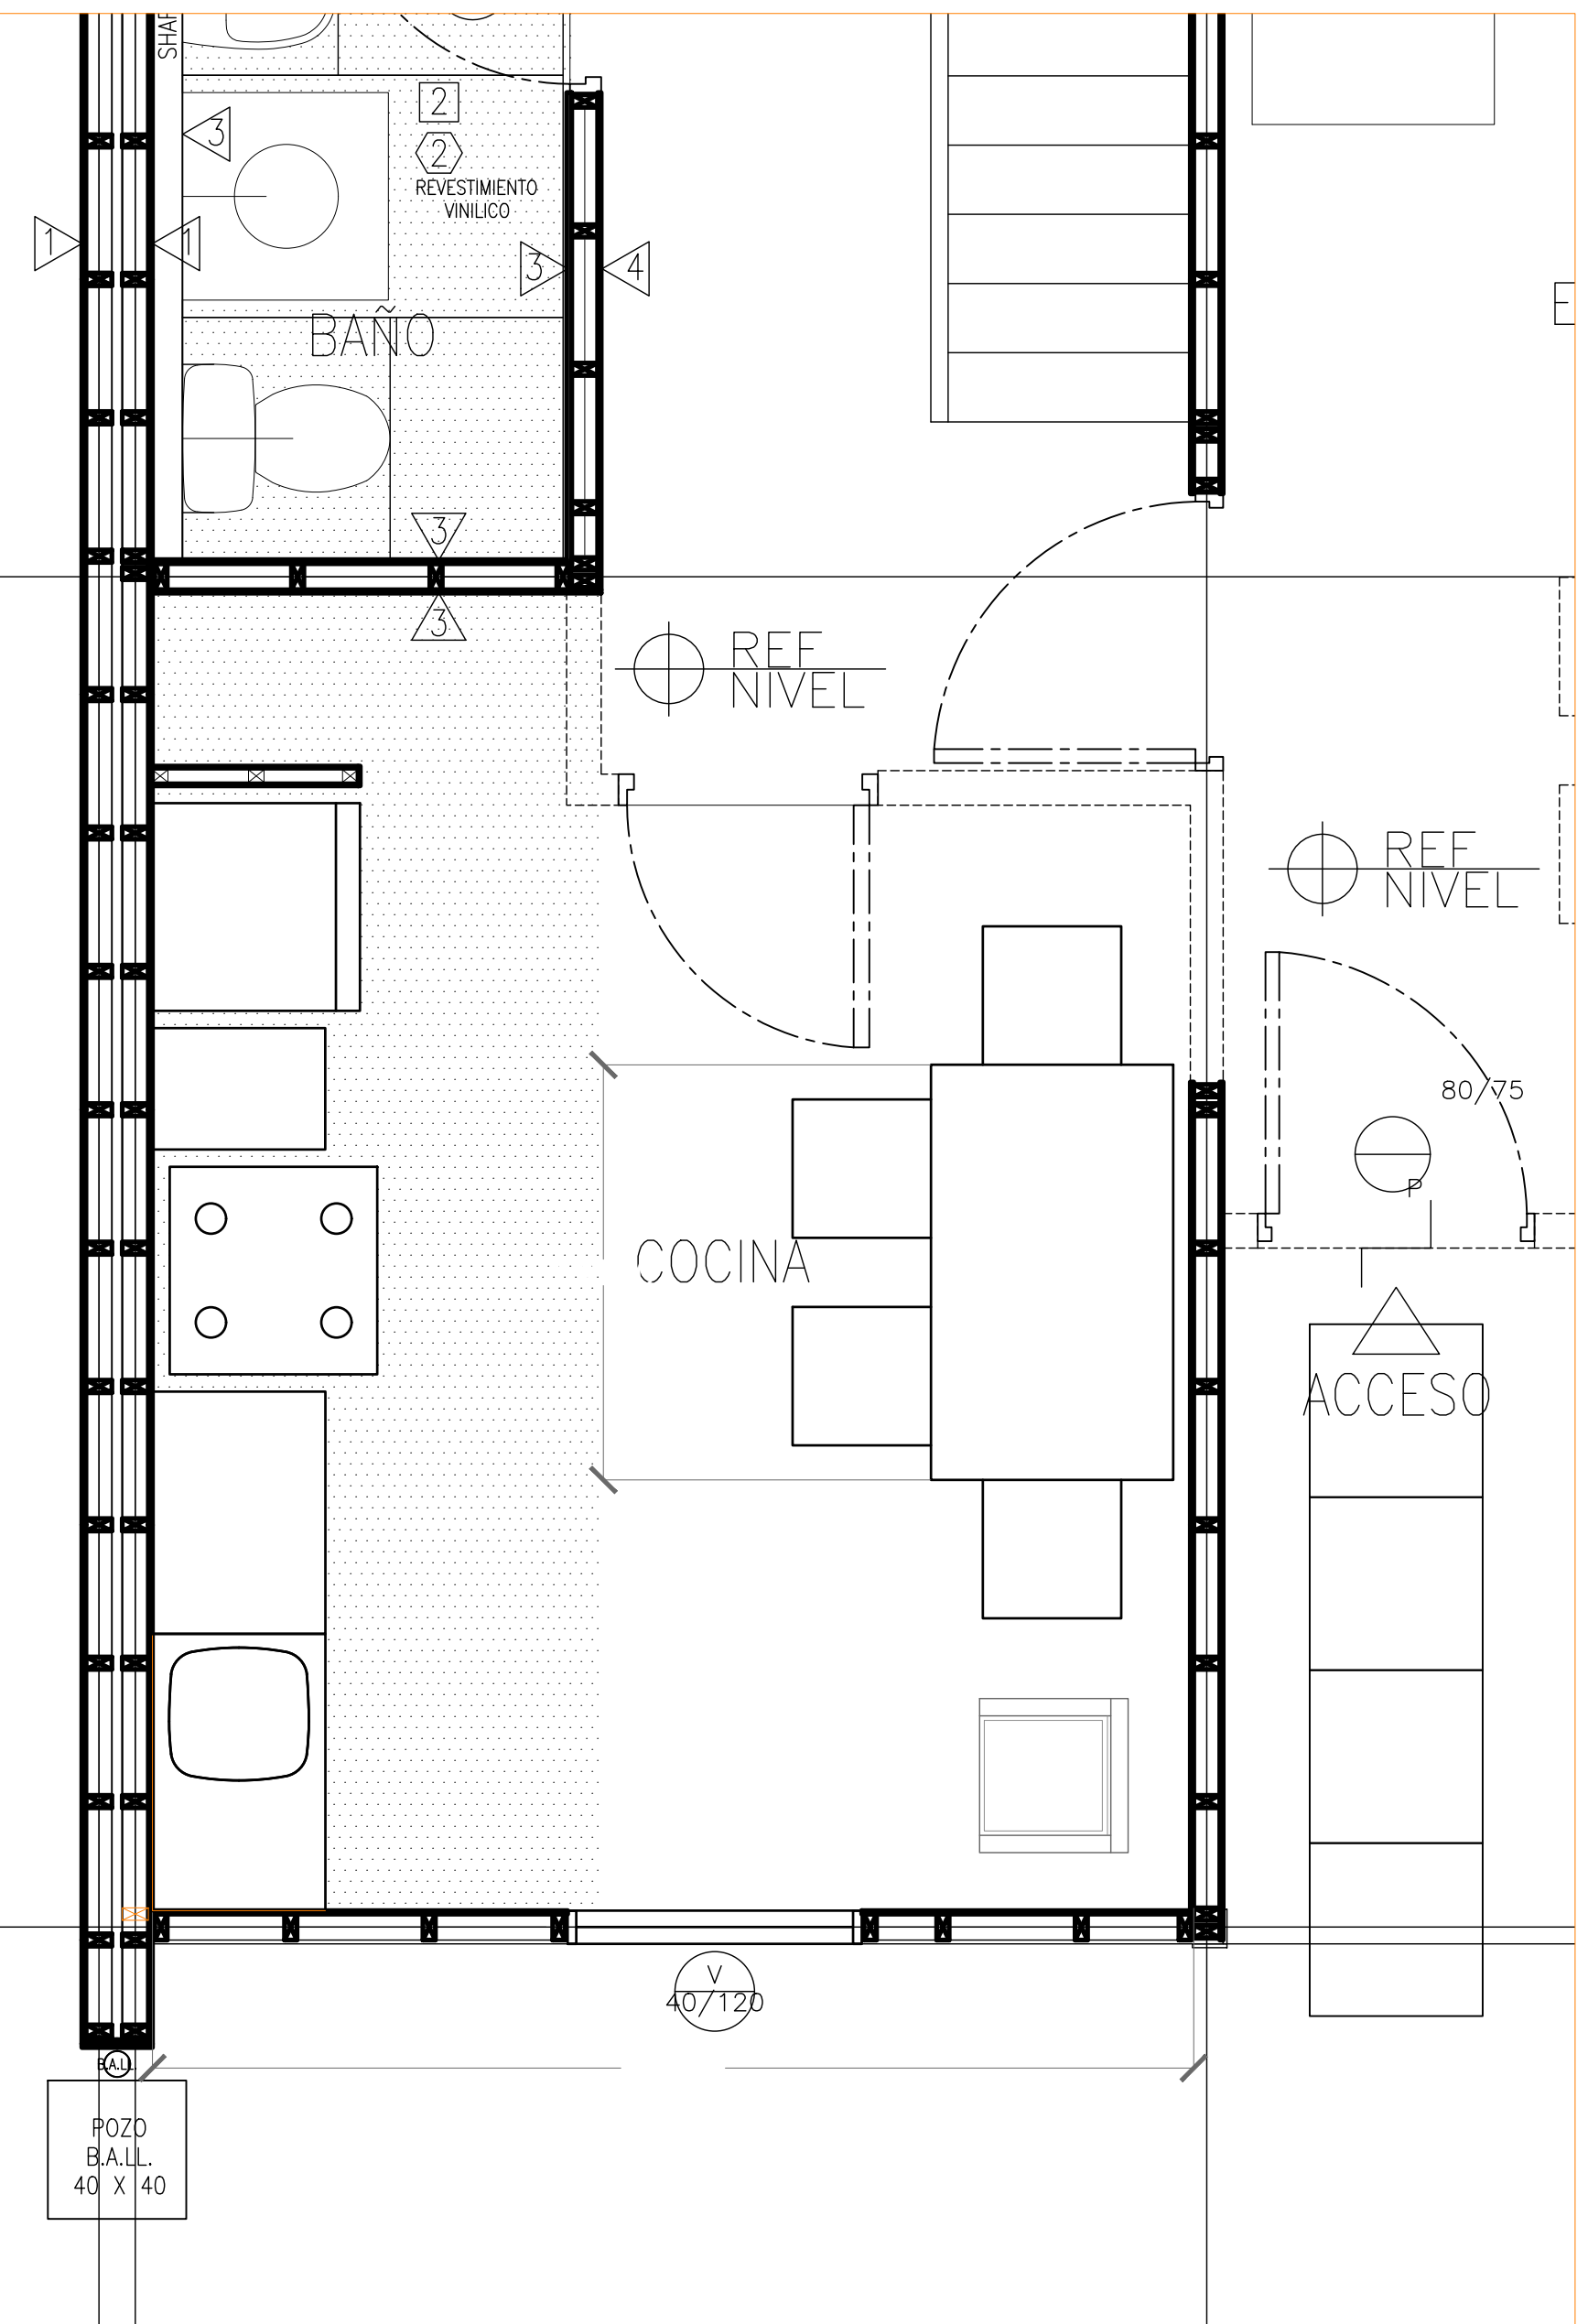 2
3
2
REVESTIMIENTO
VINILICO
1
1
3
4
BAÑO
3
3
REF
NIVEL
REF
NIVEL
80/75
P
COCINA
ACCESO
V
40/120
B.A.LL.
POZO
B.A.LL.
40 X 40